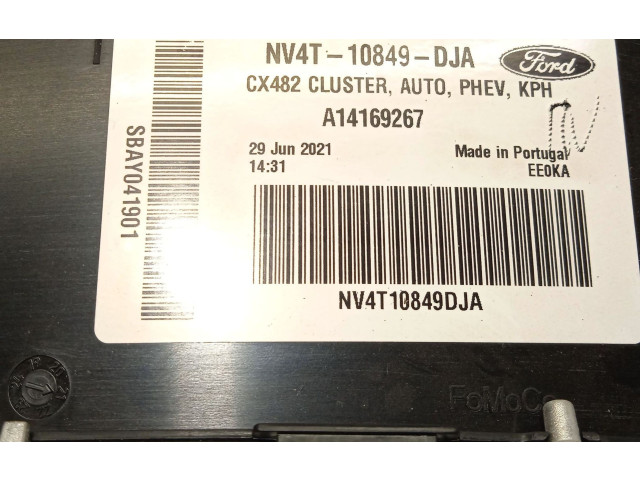 NV4T-10849-DJA
Ford
CX482 CLUSTER, AUTO, PHEV, KPH
A14169267
29 Jun 2021
14:31
Made in Portugal
EE0KA
NV4T10849DJA
SBAY041901
FoMoCo